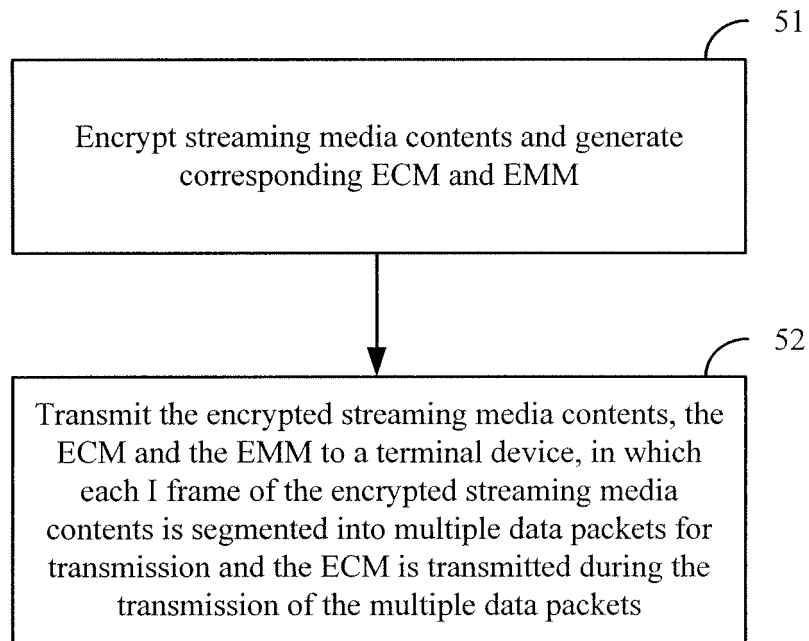 51
Encrypt streaming media contents and generate
corresponding ECM and EMM
52
Transmit the encrypted streaming media contents, the
ECM and the EMM to a terminal device, in which
each I frame of the encrypted streaming media
contents is segmented into multiple data packets for
transmission and the ECM is transmitted during the
transmission of the multiple data packets